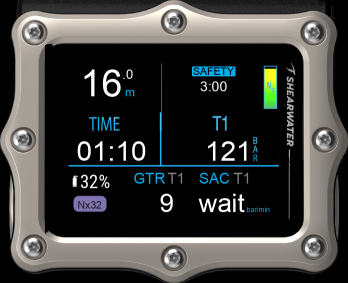 16.0 m
SAFETY
3:00
N₂
TIME
T1
01:10
121 BAR
32%
GTR T1
SAC T1
Nx32
9
wait bar/min
SHEARWATER